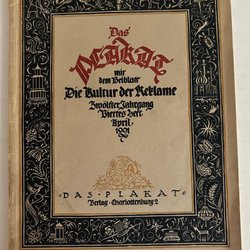 Das
PLAKAT
mit
dem Beiblatt
Die Kultur der Reklame
Zwölfter Jahrgang
Viertes Heft
April
"DAS PLAKAT"
Verlag Charlottenburg 2